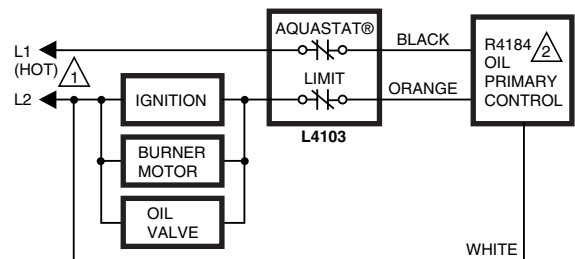 AQUASTAT®
L1
(HOT)
1
BLACK
R4184
2
OIL
PRIMARY
CONTROL
L2
IGNITION
LIMIT
ORANGE
L4103
BURNER
MOTOR
OIL
VALVE
WHITE